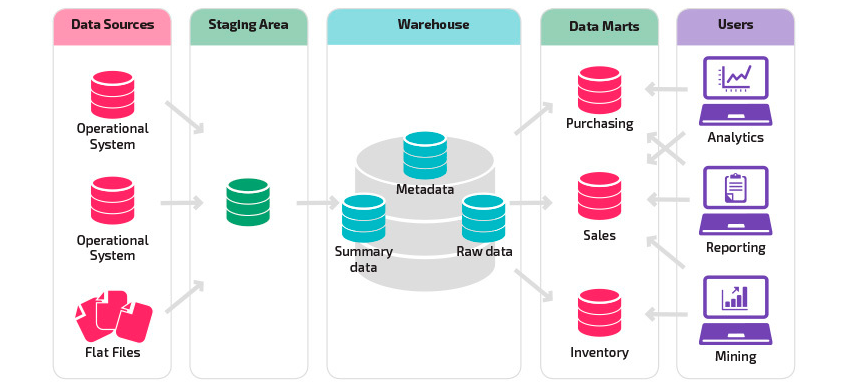 Data Sources
Staging Area
Warehouse
Data Marts
Users
Operational
System
Operational
System
Flat Files
Metadata
Summary
data
Raw data
Purchasing
Sales
Inventory
Analytics
Reporting
Mining